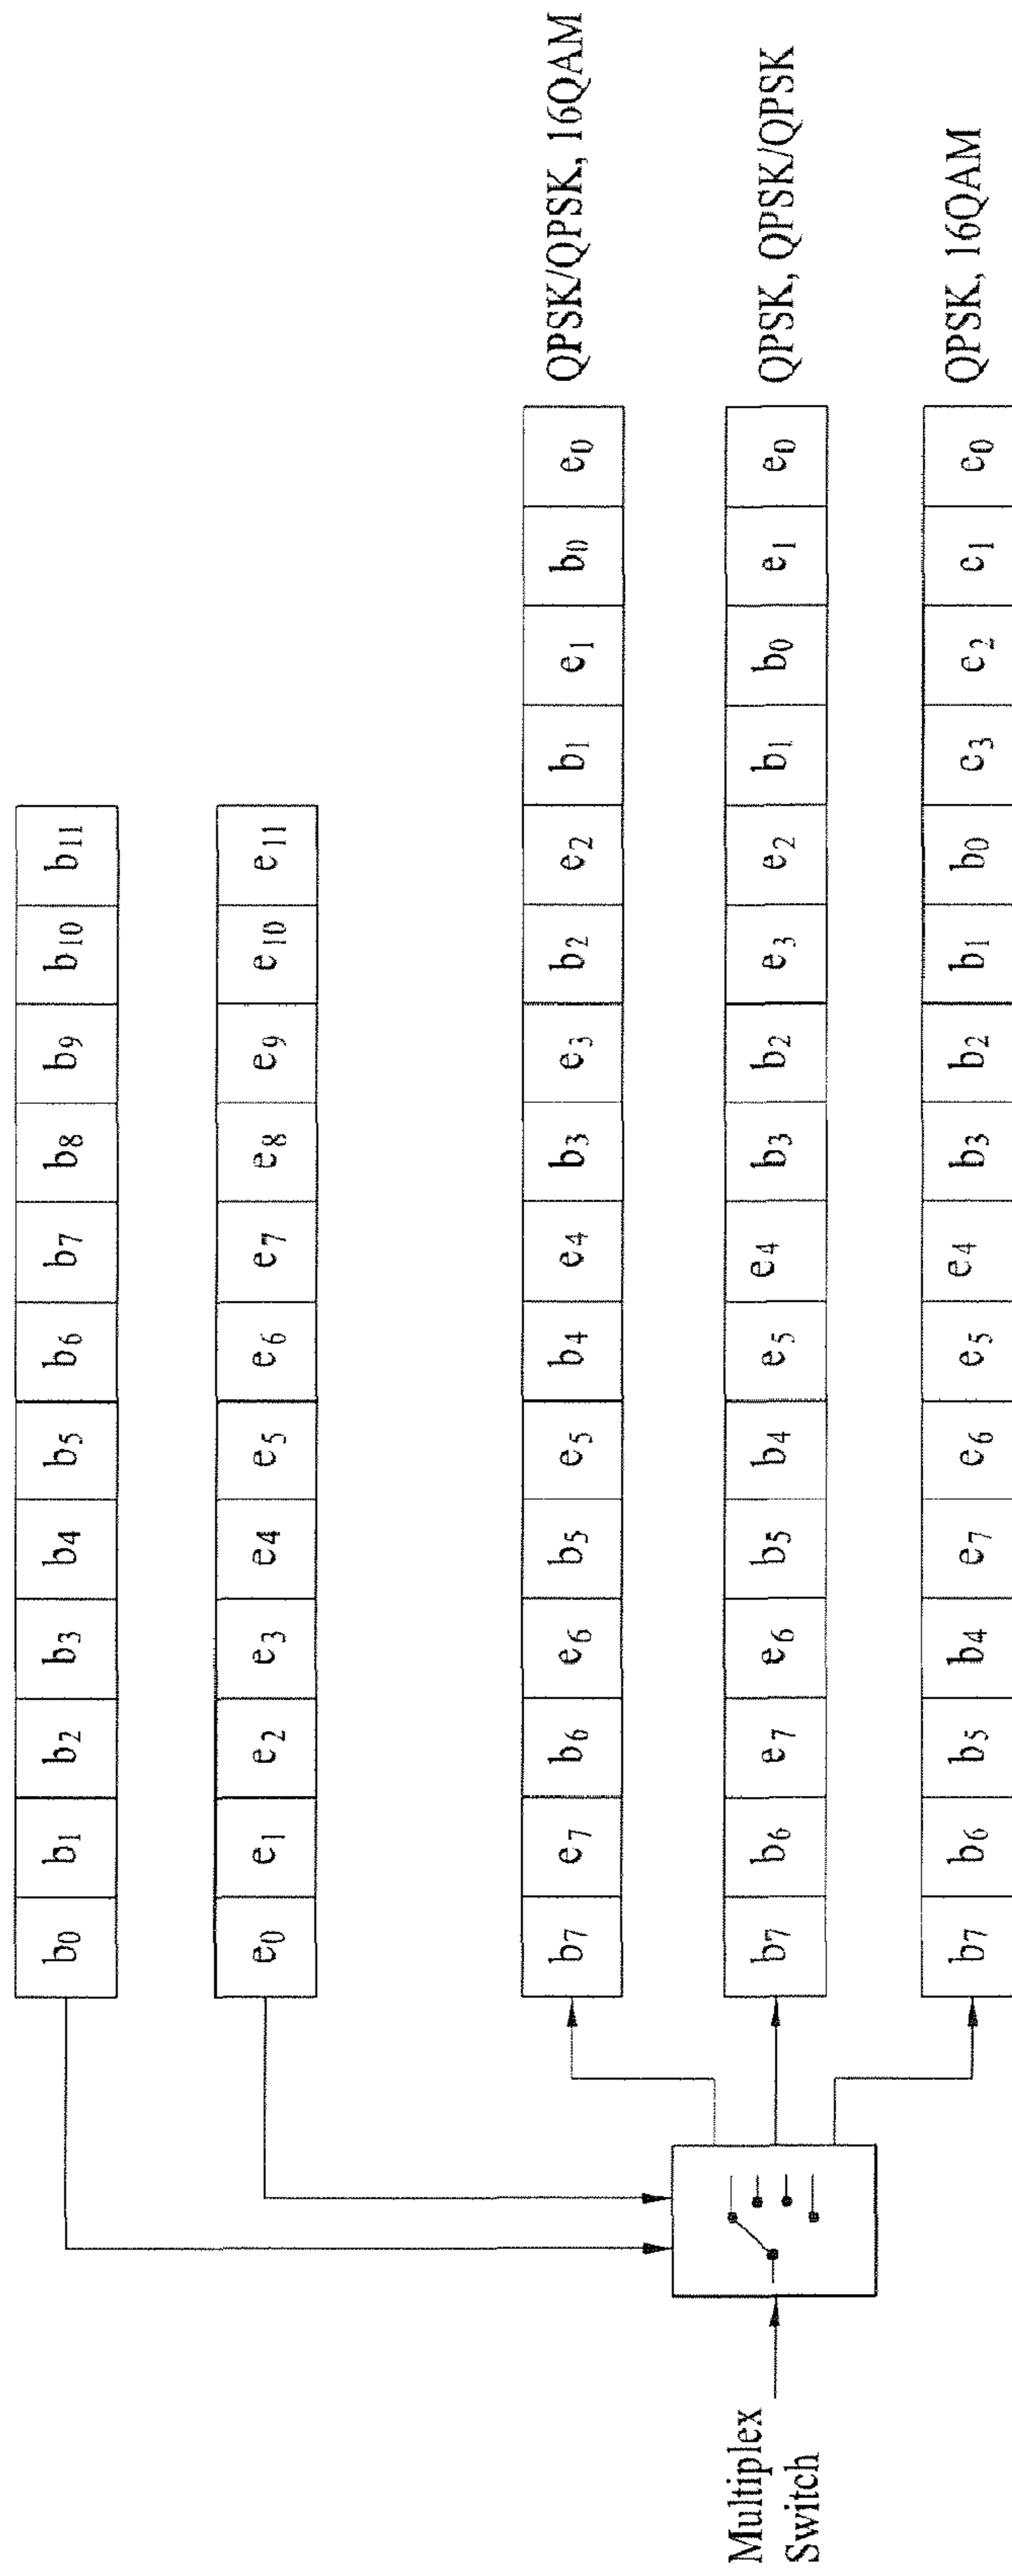 b₀ b₁ b₂ b₃ b₄ b₅ b₆ b₇ b₈ b₉ b₁₀ b₁₁
e₀ e₁ e₂ e₃ e₄ e₅ e₆ e₇ e₈ e₉ e₁₀ e₁₁
b₇ e₇ b₆ e₆ b₅ e₅ b₄ e₄ b₃ e₃ b₂ e₂ b₁ e₁ b₀ e₀ QPSK/QPSK, 16QAM
Multiplex
Switch
b₇ b₆ e₇ e₆ b₅ b₄ e₅ e₄ b₃ b₂ e₃ e₂ b₁ b₀ e₁ e₀ QPSK, QPSK/QPSK
b₇ b₆ b₅ b₄ e₇ e₆ e₅ e₄ b₃ b₂ b₁ b₀ e₃ e₂ e₁ e₀ QPSK, 16QAM